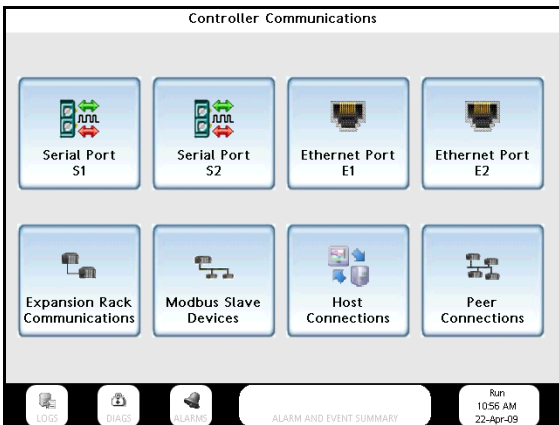 Controller Communications
Serial Port
S1
Serial Port
S2
Ethernet Port
E1
Ethernet Port
E2
Expansion Rack
Communications
Modbus Slave
Devices
Host
Connections
Peer
Connections
LOGS
DIAGS
ALARMS
ALARM AND EVENT SUMMARY
Run
10:56 AM
22-Apr-09